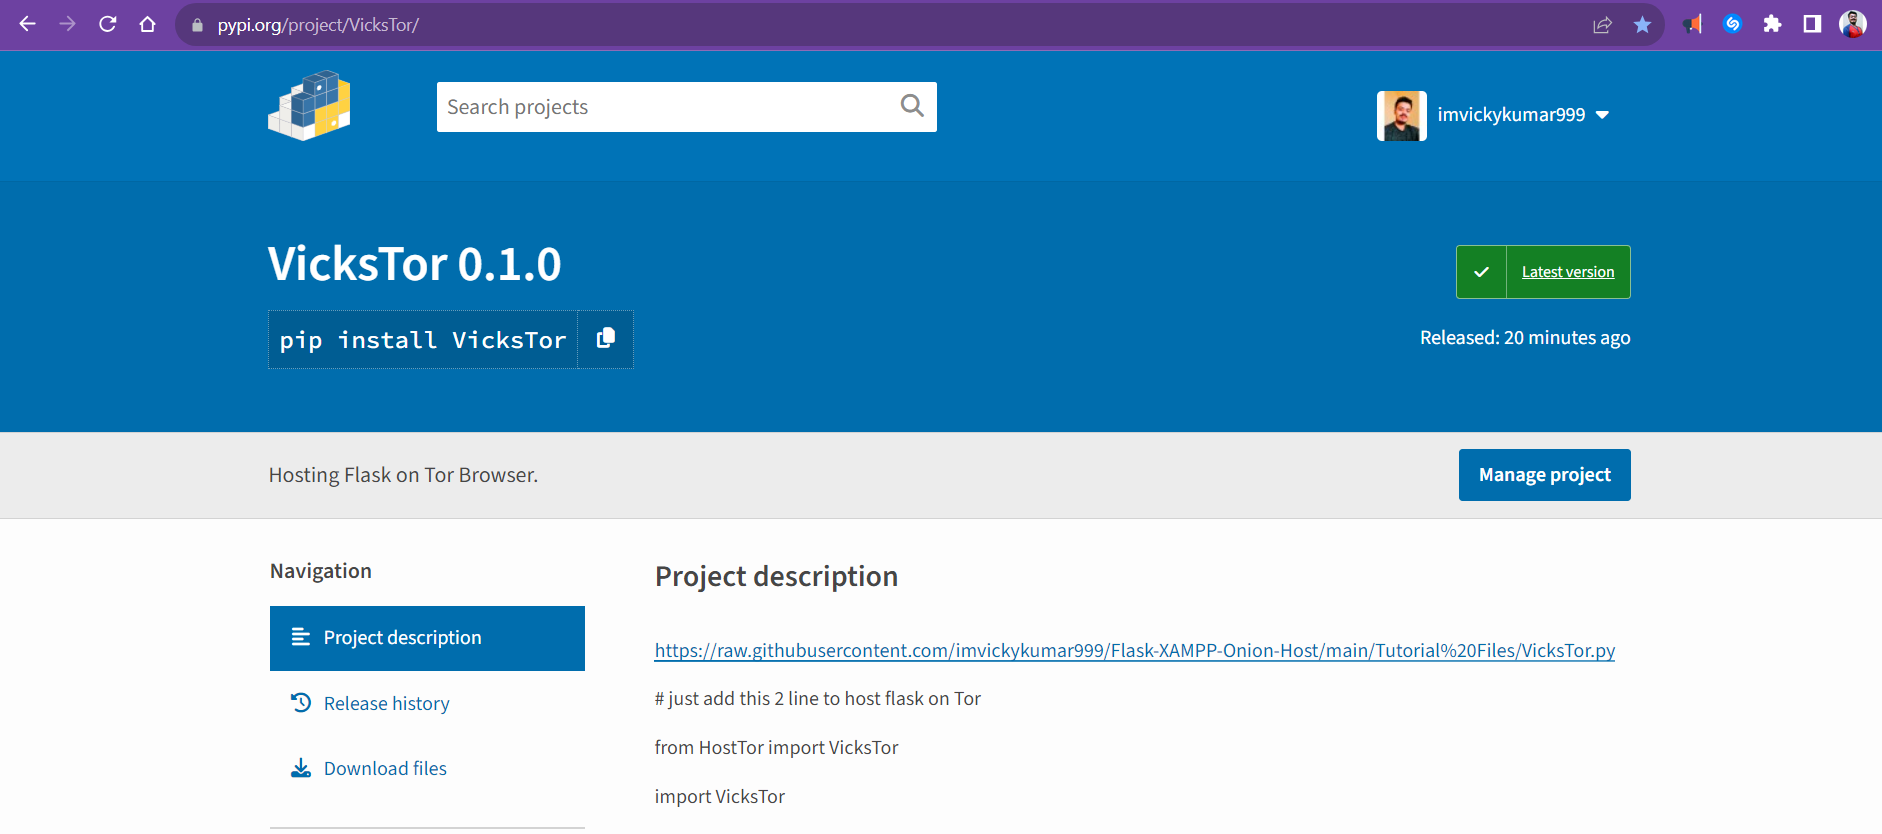 pypi.org/project/VicksTor/
Search projects
imvickykumar999
VicksTor 0.1.0
Latest version
pip install VicksTor
Released: 20 minutes ago
Hosting Flask on Tor Browser.
Manage project
Navigation
Project description
Release history
Download files
Project description
https://raw.githubusercontent.com/imvickykumar999/Flask-XAMPP-Onion-Host/main/Tutorial%20Files/VicksTor.py
# just add this 2 line to host flask on Tor
from HostTor import VicksTor
import VicksTor